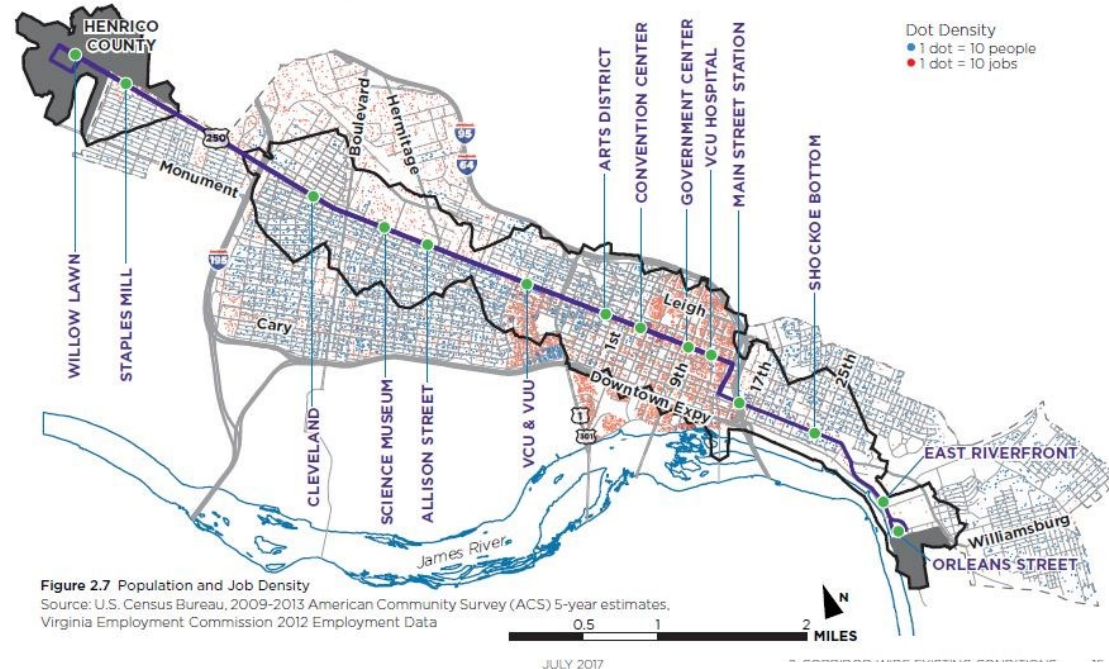 HENRICO
COUNTY
Dot Density
1 dot = 10 people
1 dot = 10 jobs
250
Monument
Boulevard
Hermitage
95
64
195
Cary
WILLOW LAWN
STAPLES MILL
CLEVELAND
SCIENCE MUSEUM
ALLISON STREET
VCU & VUU
ARTS DISTRICT
CONVENTION CENTER
GOVERNMENT CENTER
VCU HOSPITAL
MAIN STREET STATION
SHOCKOE BOTTOM
Leigh
1st
9th
17th
25th
Downtown Expy
1
301
EAST RIVERFRONT
Williamsburg
ORLEANS STREET
James River
Figure 2.7 Population and Job Density
Source: U.S. Census Bureau, 2009-2013 American Community Survey (ACS) 5-year estimates,
Virginia Employment Commission 2012 Employment Data
N
0.5 1 2
MILES
JULY 2017